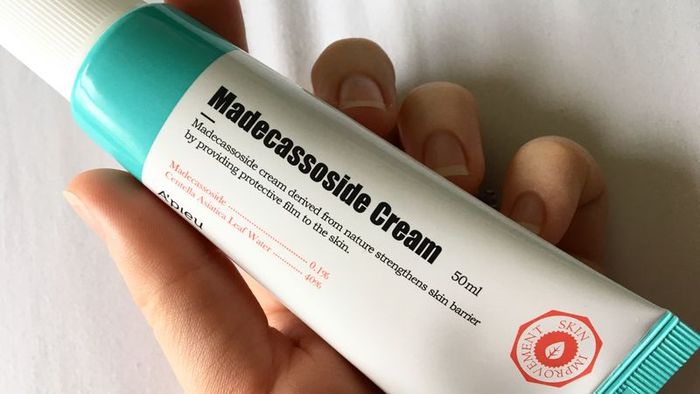 Madecassoside Cream 50ml
Madecassoside cream derived from nature strengthens skin barrier
by providing protective film to the skin.
Madecassoside ........................... 0.1%
Centella Asiatica Leaf Water ........... 40%
A'pieu
SKIN IMPROVEMENT